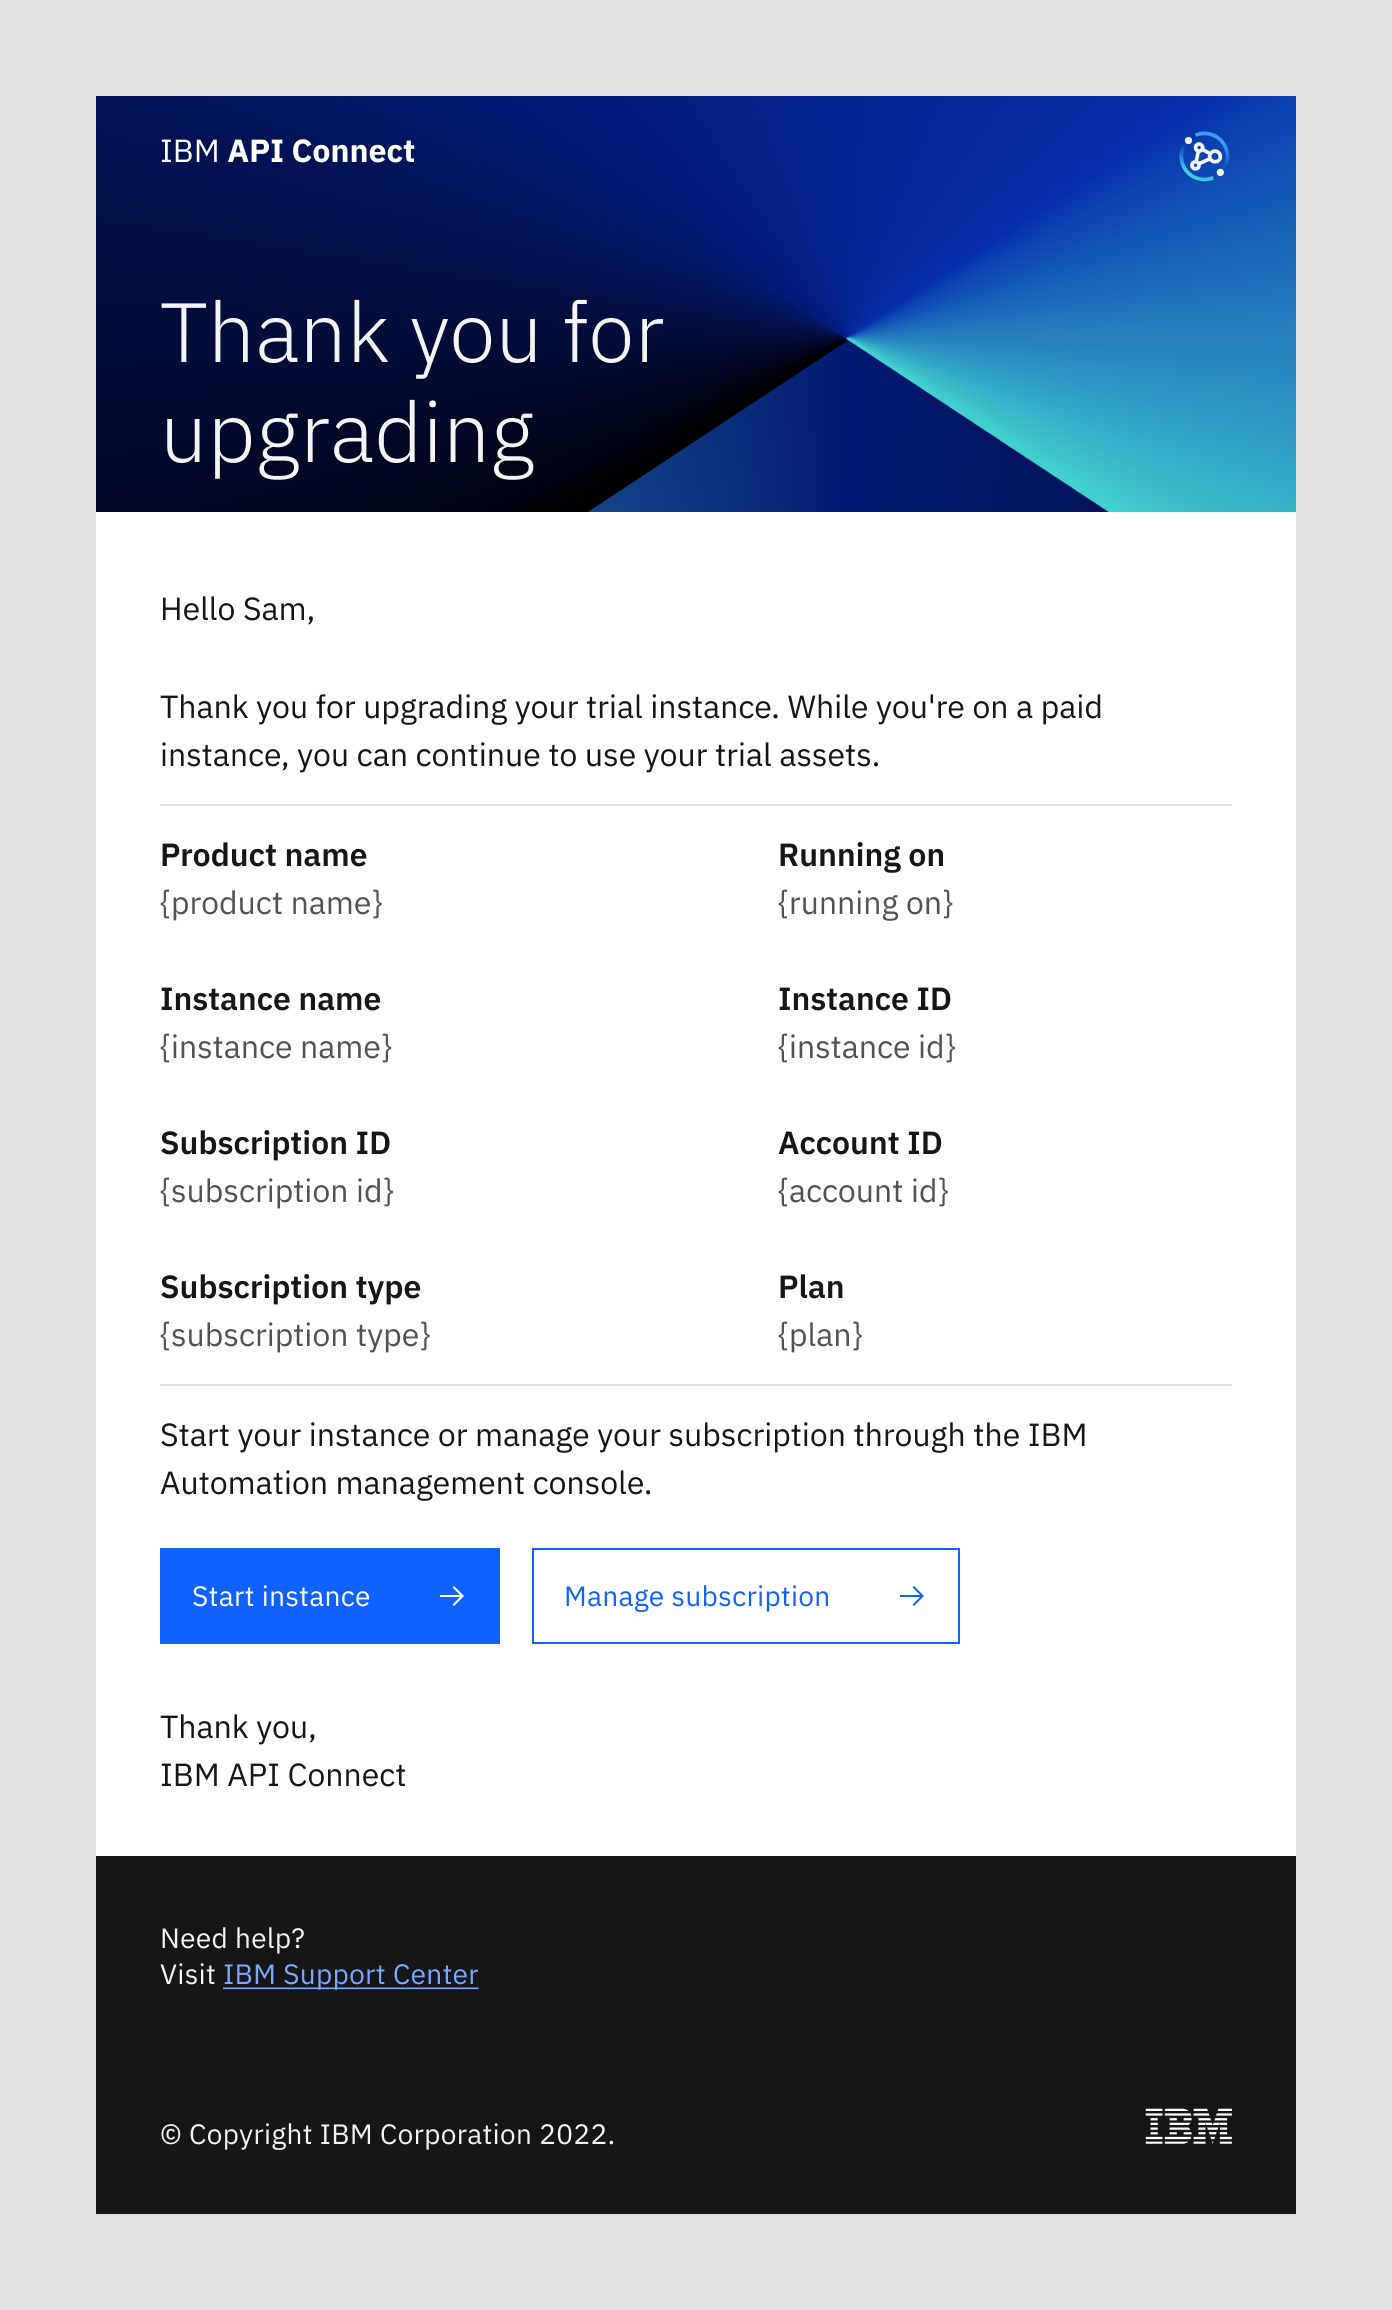 IBM API Connect
Thank you for
upgrading
Hello Sam,
Thank you for upgrading your trial instance. While you're on a paid
instance, you can continue to use your trial assets.
Product name
{product name}
Running on
{running on}
Instance name
{instance name}
Instance ID
{instance id}
Subscription ID
{subscription id}
Account ID
{account id}
Subscription type
{subscription type}
Plan
{plan}
Start your instance or manage your subscription through the IBM
Automation management console.
Start instance
Manage subscription
Thank you,
IBM API Connect
Need help?
Visit IBM Support Center
© Copyright IBM Corporation 2022.
IBM